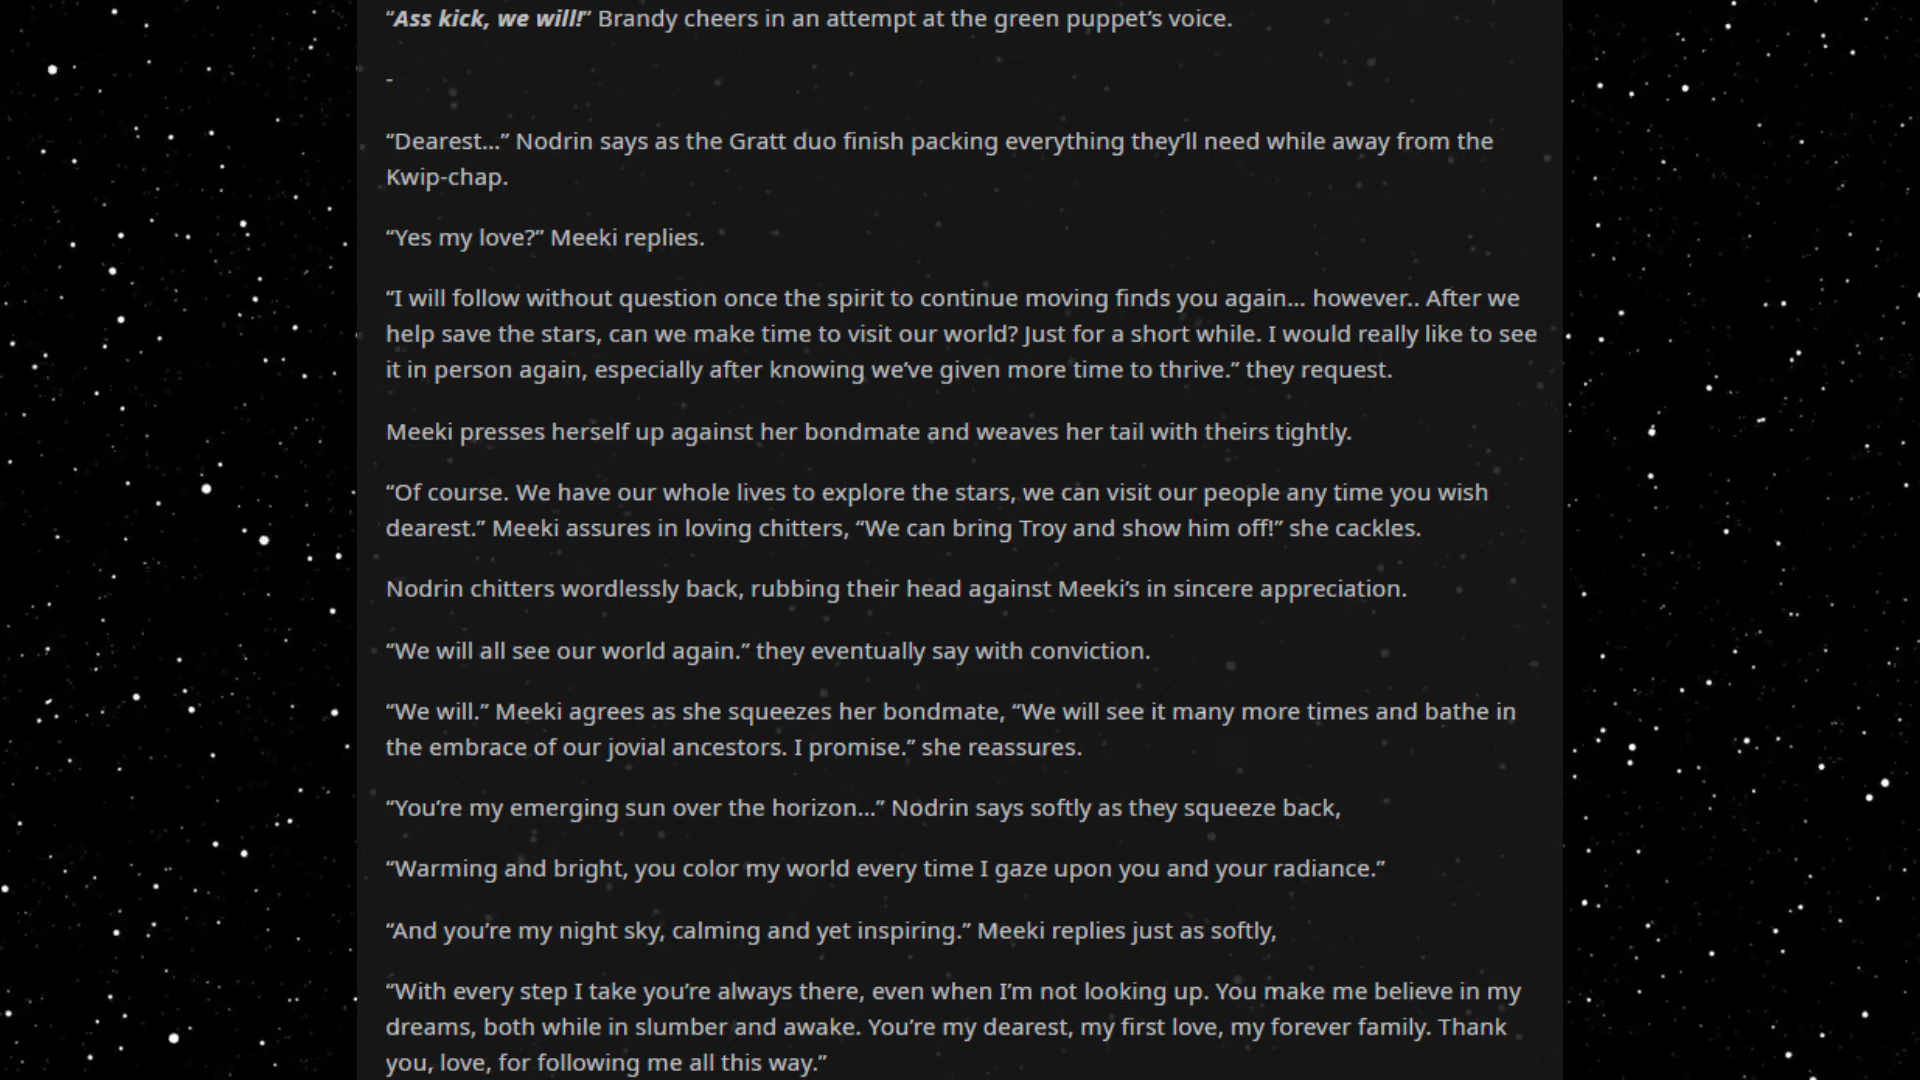 “Ass kick, we will!” Brandy cheers in an attempt at the green puppet’s voice.
-
“Dearest...” Nodrin says as the Gratt duo finish packing everything they’ll need while away from the
Kwip-chap.
“Yes my love?” Meeki replies.
“I will follow without question once the spirit to continue moving finds you again... however.. After we
help save the stars, can we make time to visit our world? Just for a short while. I would really like to see
it in person again, especially after knowing we’ve given more time to thrive.” they request.
Meeki presses herself up against her bondmate and weaves her tail with theirs tightly.
“Of course. We have our whole lives to explore the stars, we can visit our people any time you wish
dearest.” Meeki assures in loving chitters, “We can bring Troy and show him off!” she cackles.
Nodrin chitters wordlessly back, rubbing their head against Meeki’s in sincere appreciation.
“We will all see our world again.” they eventually say with conviction.
“We will.” Meeki agrees as she squeezes her bondmate, “We will see it many more times and bathe in
the embrace of our jovial ancestors. I promise.” she reassures.
“You’re my emerging sun over the horizon...” Nodrin says softly as they squeeze back,
“Warming and bright, you color my world every time I gaze upon you and your radiance.”
“And you’re my night sky, calming and yet inspiring.” Meeki replies just as softly,
“With every step I take you’re always there, even when I’m not looking up. You make me believe in my
dreams, both while in slumber and awake. You’re my dearest, my first love, my forever family. Thank
you, love, for following me all this way.”